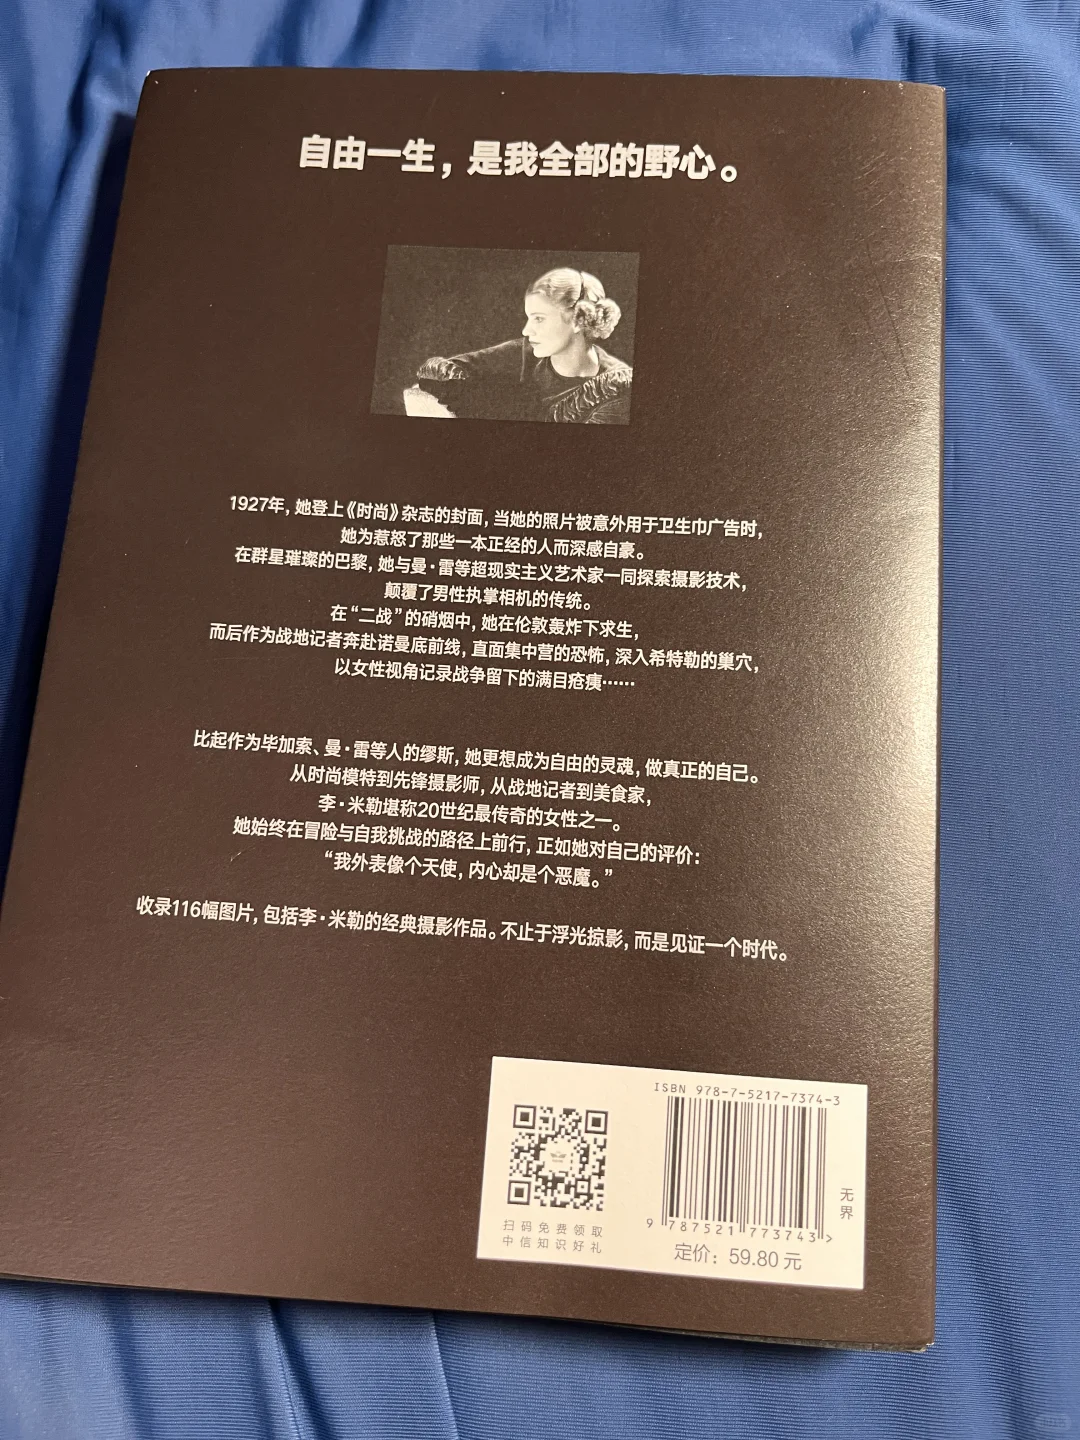 自由一生，是我全部的野心。
1927年，她登上《时尚》杂志的封面，当她的照片被意外用于卫生巾广告时，
她为惹怒了那些一本正经的人而深感自豪。
在群星璀璨的巴黎，她与曼·雷等超现实主义艺术家一同探索摄影技术，
颠覆了男性执掌相机的传统。
在“二战”的硝烟中，她在伦敦轰炸下求生，
而后作为战地记者奔赴诺曼底前线，直面集中营的恐怖，深入希特勒的巢穴，
以女性视角记录战争留下的满目疮痍……
比起作为毕加索、曼·雷等人的缪斯，她更想成为自由的灵魂，做真正的自己。
从时尚模特到先锋摄影师，从战地记者到美食家，
李·米勒堪称20世纪最传奇的女性之一。
她始终在冒险与自我挑战的路径上前行，正如她对自己的评价：
“我外表像个天使，内心却是个恶魔。”
收录116幅图片，包括李·米勒的经典摄影作品。不止于浮光掠影，而是见证一个时代。
ISBN 978-7-5217-7374-3
扫码免费领取
中信知识好礼
9 787521 773743 >
定价：59.80元
无界